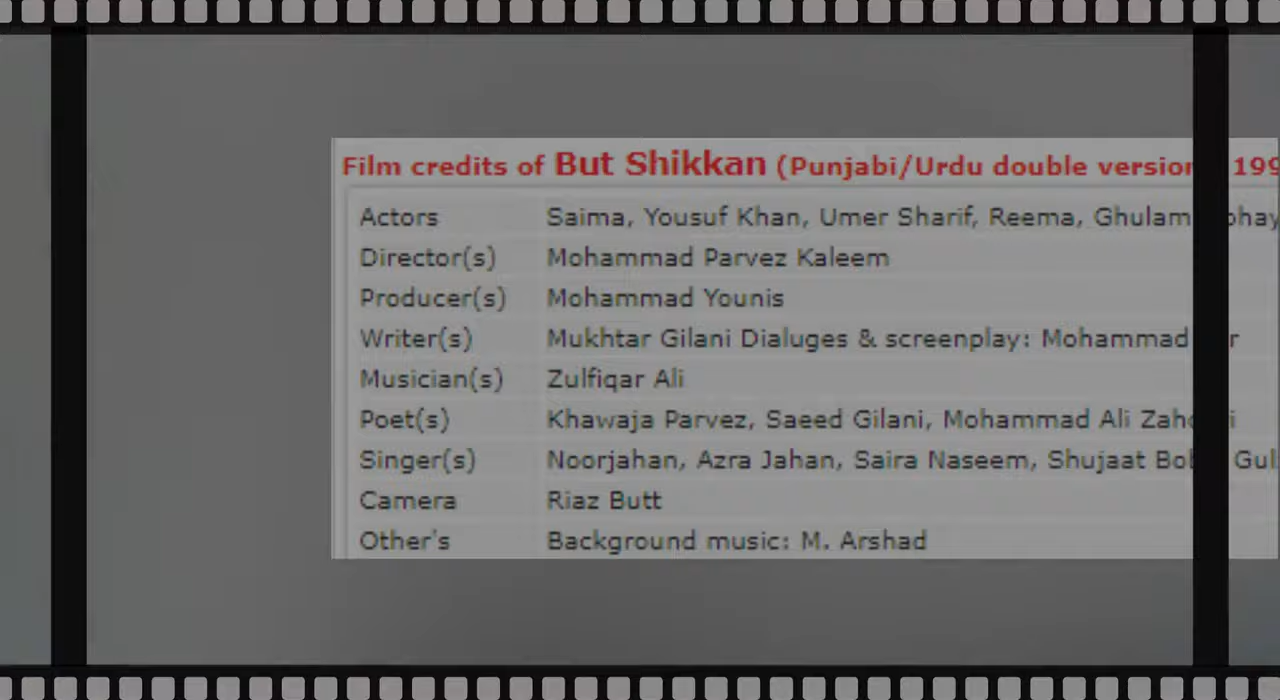 Film credits of But Shikkan (Punjabi/Urdu double version 199
Actors Saima, Yousuf Khan, Umer Sharif, Reema, Ghulam
Director(s) Mohammad Parvez Kaleem
Producer(s) Mohammad Younis
Writer(s) Mukhtar Gilani Dialuges & screenplay: Mohammad
Musician(s) Zulfiqar Ali
Poet(s) Khawaja Parvez, Saeed Gilani, Mohammad Ali
Singer(s) Noorjahan, Azra Jahan, Saira Naseem, Shujaat
Camera Riaz Butt
Other's Background music: M. Arshad